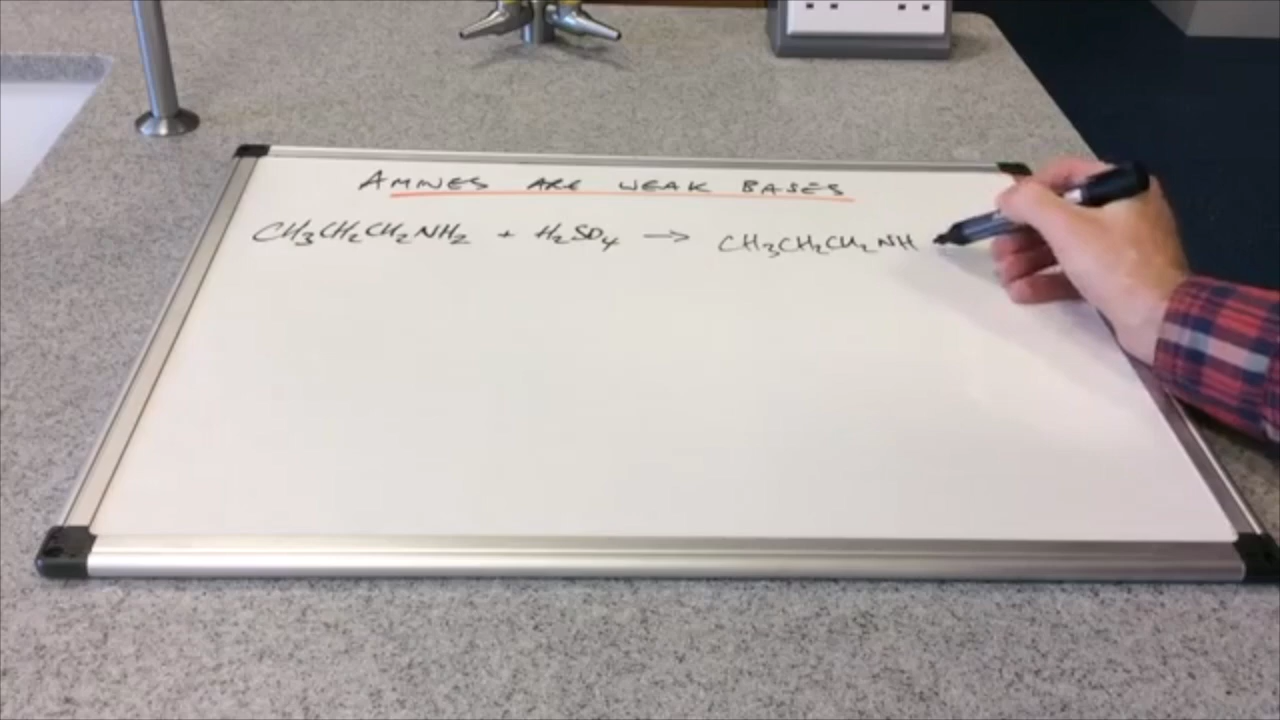 AMINES ARE WEAK BASES
CH₃CH₂CH₂NH₂ + H₂SO₄ → CH₃CH₂CH₂NH